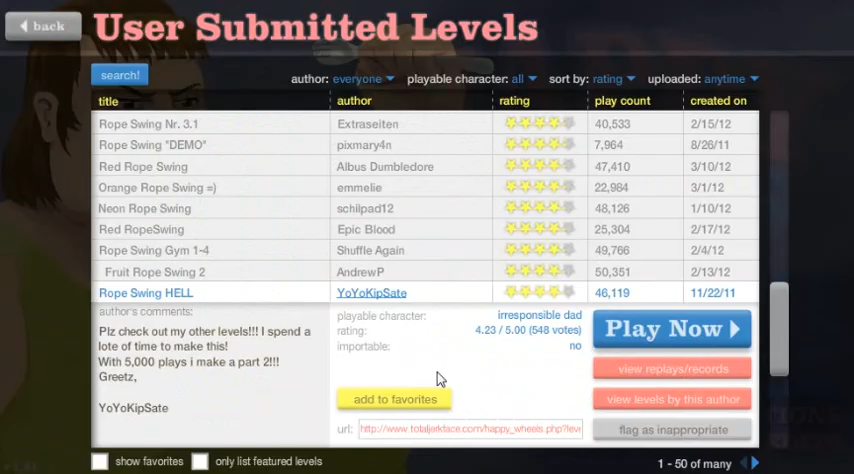 back
User Submitted Levels
search!
author: everyone playable character: all sort by: rating uploaded: anytime
title author rating play count created on
Rope Swing Nr. 3.1 Extraseiten 40,533 2/15/12
Rope Swing "DEMO" pixmary4n 7,964 8/26/11
Red Rope Swing Albus Dumbledore 47,410 3/10/12
Orange Rope Swing =) emmelie 22,984 3/1/12
Neon Rope Swing schilpad12 48,126 1/10/12
Red RopeSwing Epic Blood 25,304 2/17/12
Rope Swing Gym 1-4 Shuffle Again 49,766 2/4/12
Fruit Rope Swing 2 AndrewP 50,351 2/13/12
Rope Swing HELL YoYoKipSate 46,119 11/22/11
author's comments:
Plz check out my other levels!!! I spend a
lote of time to make this!
With 5,000 plays i make a part 2!!!
Greetz,
YoYoKipSate
playable character: irresponsible dad
rating: 4.23 / 5.00 (548 votes)
importable: no
add to favorites
url: http://www.totaljerkface.com/happy_wheels.php?leve
Play Now
view replays/records
view levels by this author
flag as inappropriate
show favorites only list featured levels
1 - 50 of many